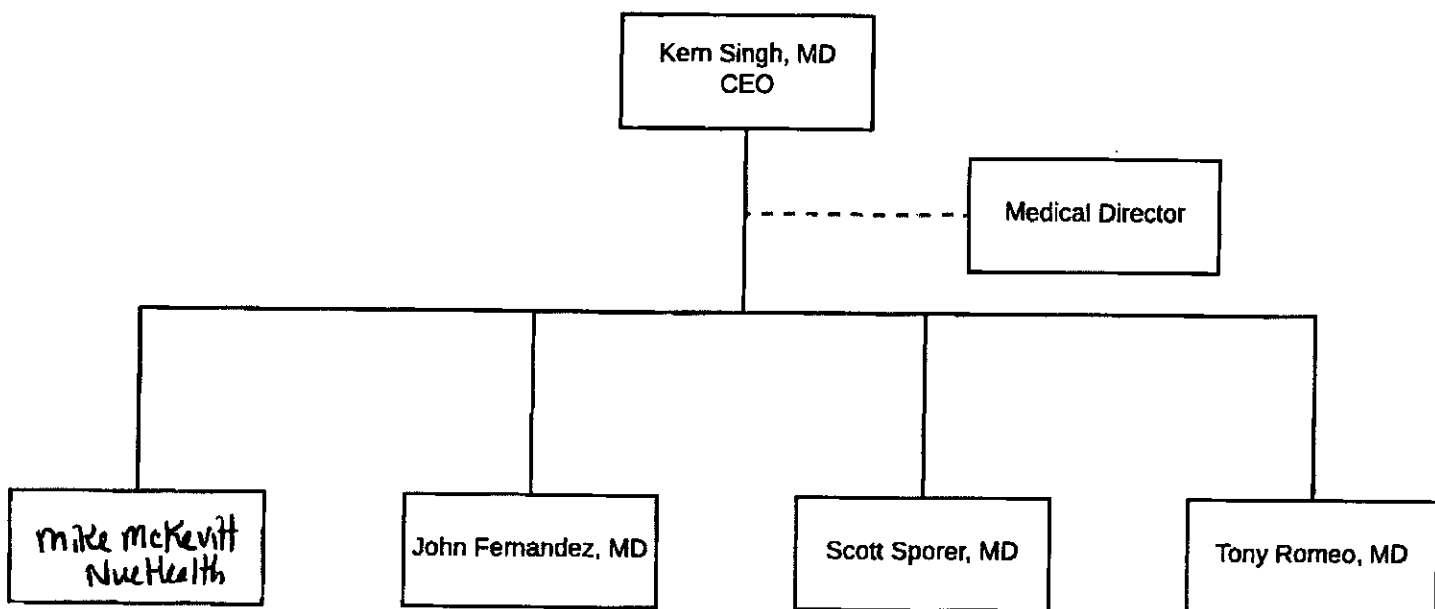 Kern Singh, MD
CEO
Medical Director
Mike McKevitt
NueHealth
John Fernandez, MD
Scott Sporer, MD
Tony Romeo, MD